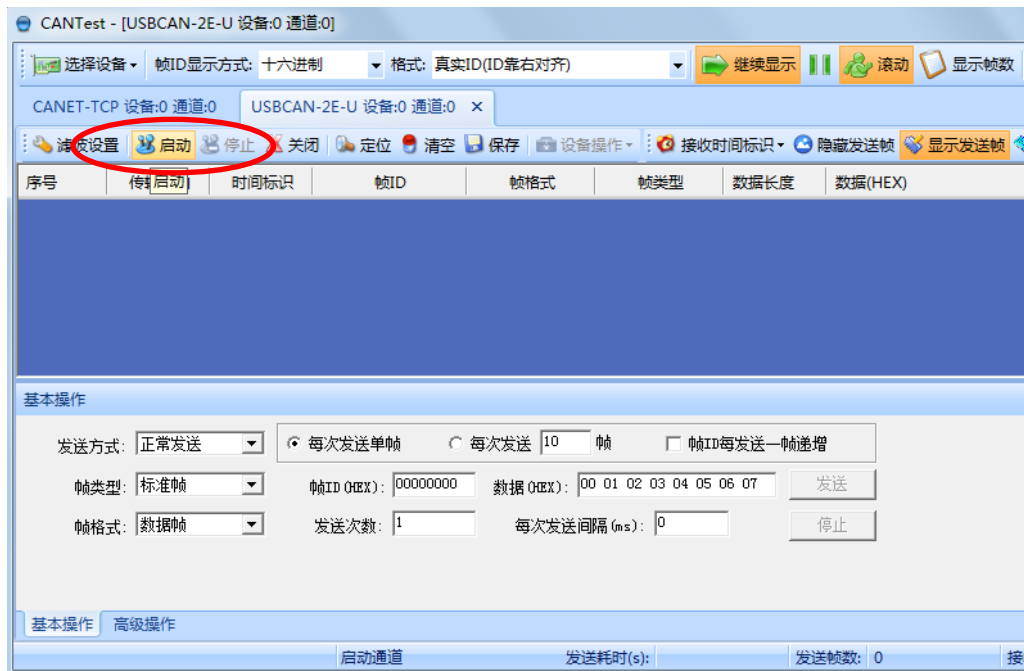 CANTest - [USBCAN-2E-U 设备:0 通道:0]
选择设备 帧ID显示方式: 十六进制 格式: 真实ID(ID靠右对齐) 继续显示 滚动 显示帧数
CANET-TCP 设备:0 通道:0 USBCAN-2E-U 设备:0 通道:0 ×
滤波设置 启动 停止 关闭 定位 清空 保存 设备操作 接收时间标识 隐藏发送帧 显示发送帧
序号 传 启动 时间标识 帧ID 帧格式 帧类型 数据长度 数据(HEX)
基本操作
发送方式: 正常发送 每次发送单帧 每次发送 10 帧 帧ID每发送一帧递增
帧类型: 标准帧 帧ID(HEX): 00000000 数据(HEX): 00 01 02 03 04 05 06 07 发送
帧格式: 数据帧 发送次数: 1 每次发送间隔(ms): 0 停止
基本操作 高级操作
启动通道 发送耗时(s): 发送帧数: 0 接